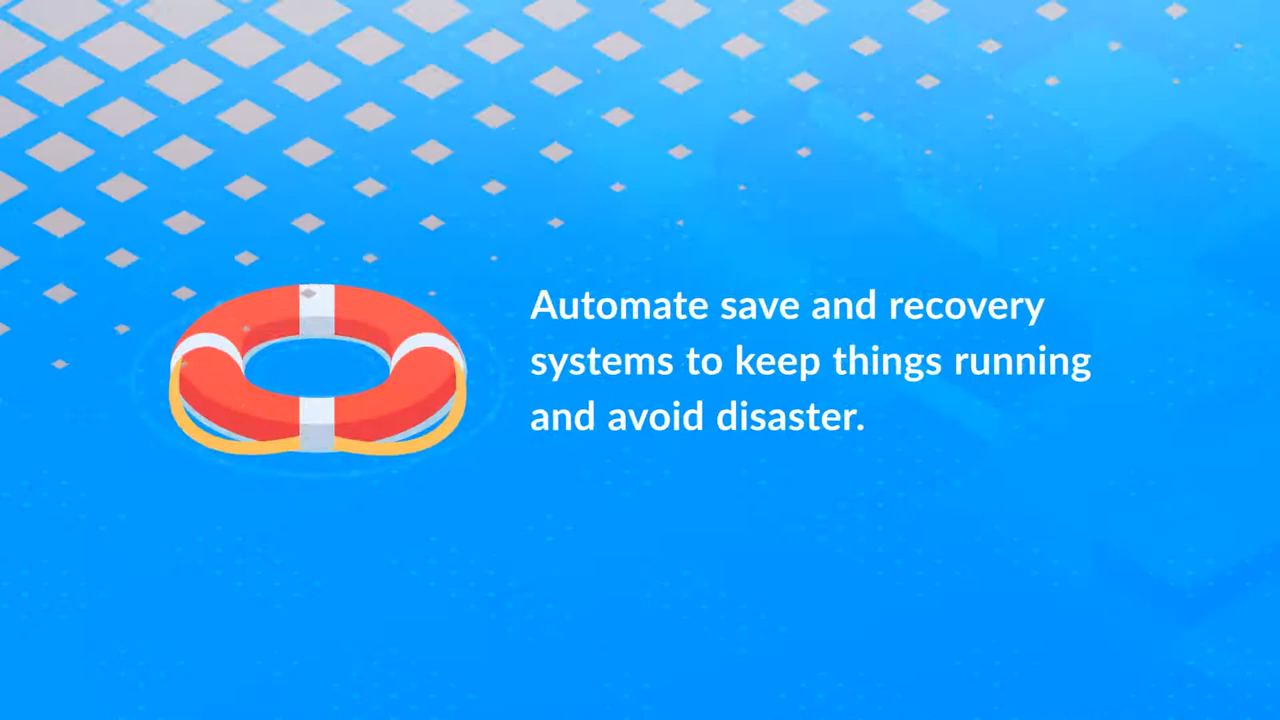 Automate save and recovery
systems to keep things running
and avoid disaster.